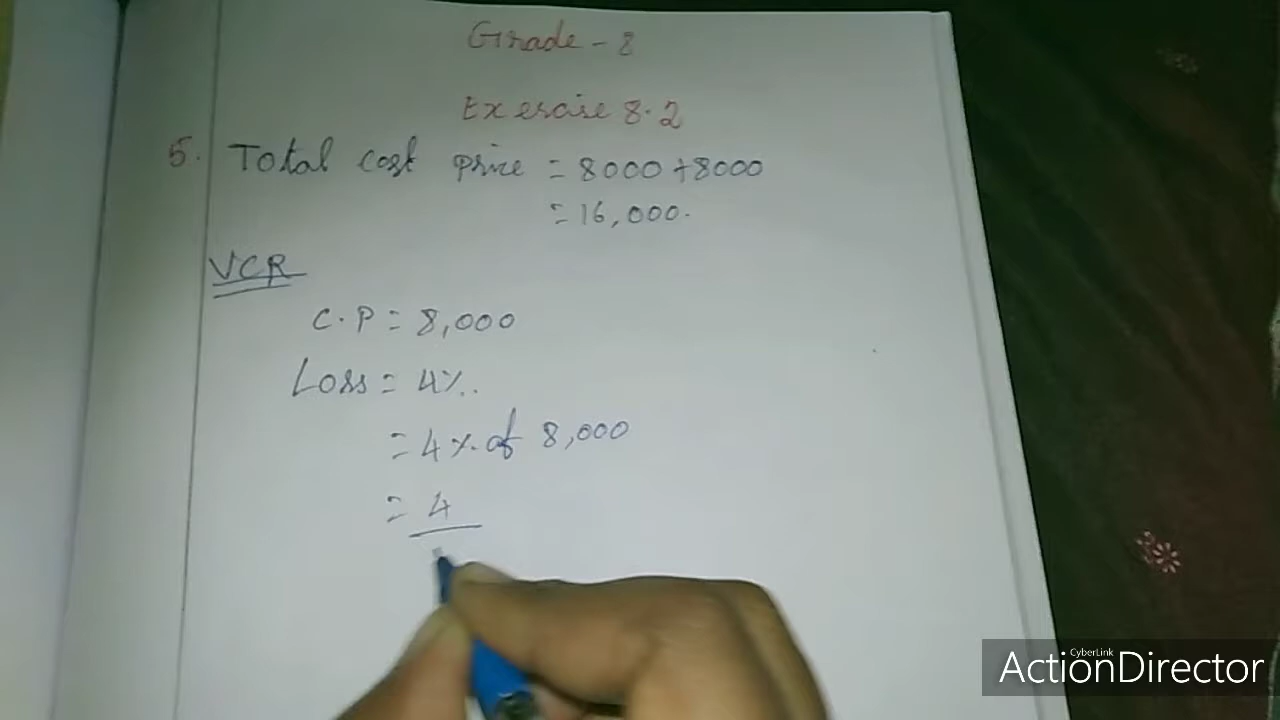 Grade - 8
Exercise 8.2
5. Total cost price = 8000 + 8000
= 16,000.
VCR
C.P = 8,000
Loss = 4%.
= 4% of 8,000
= 4
CyberLink
ActionDirector